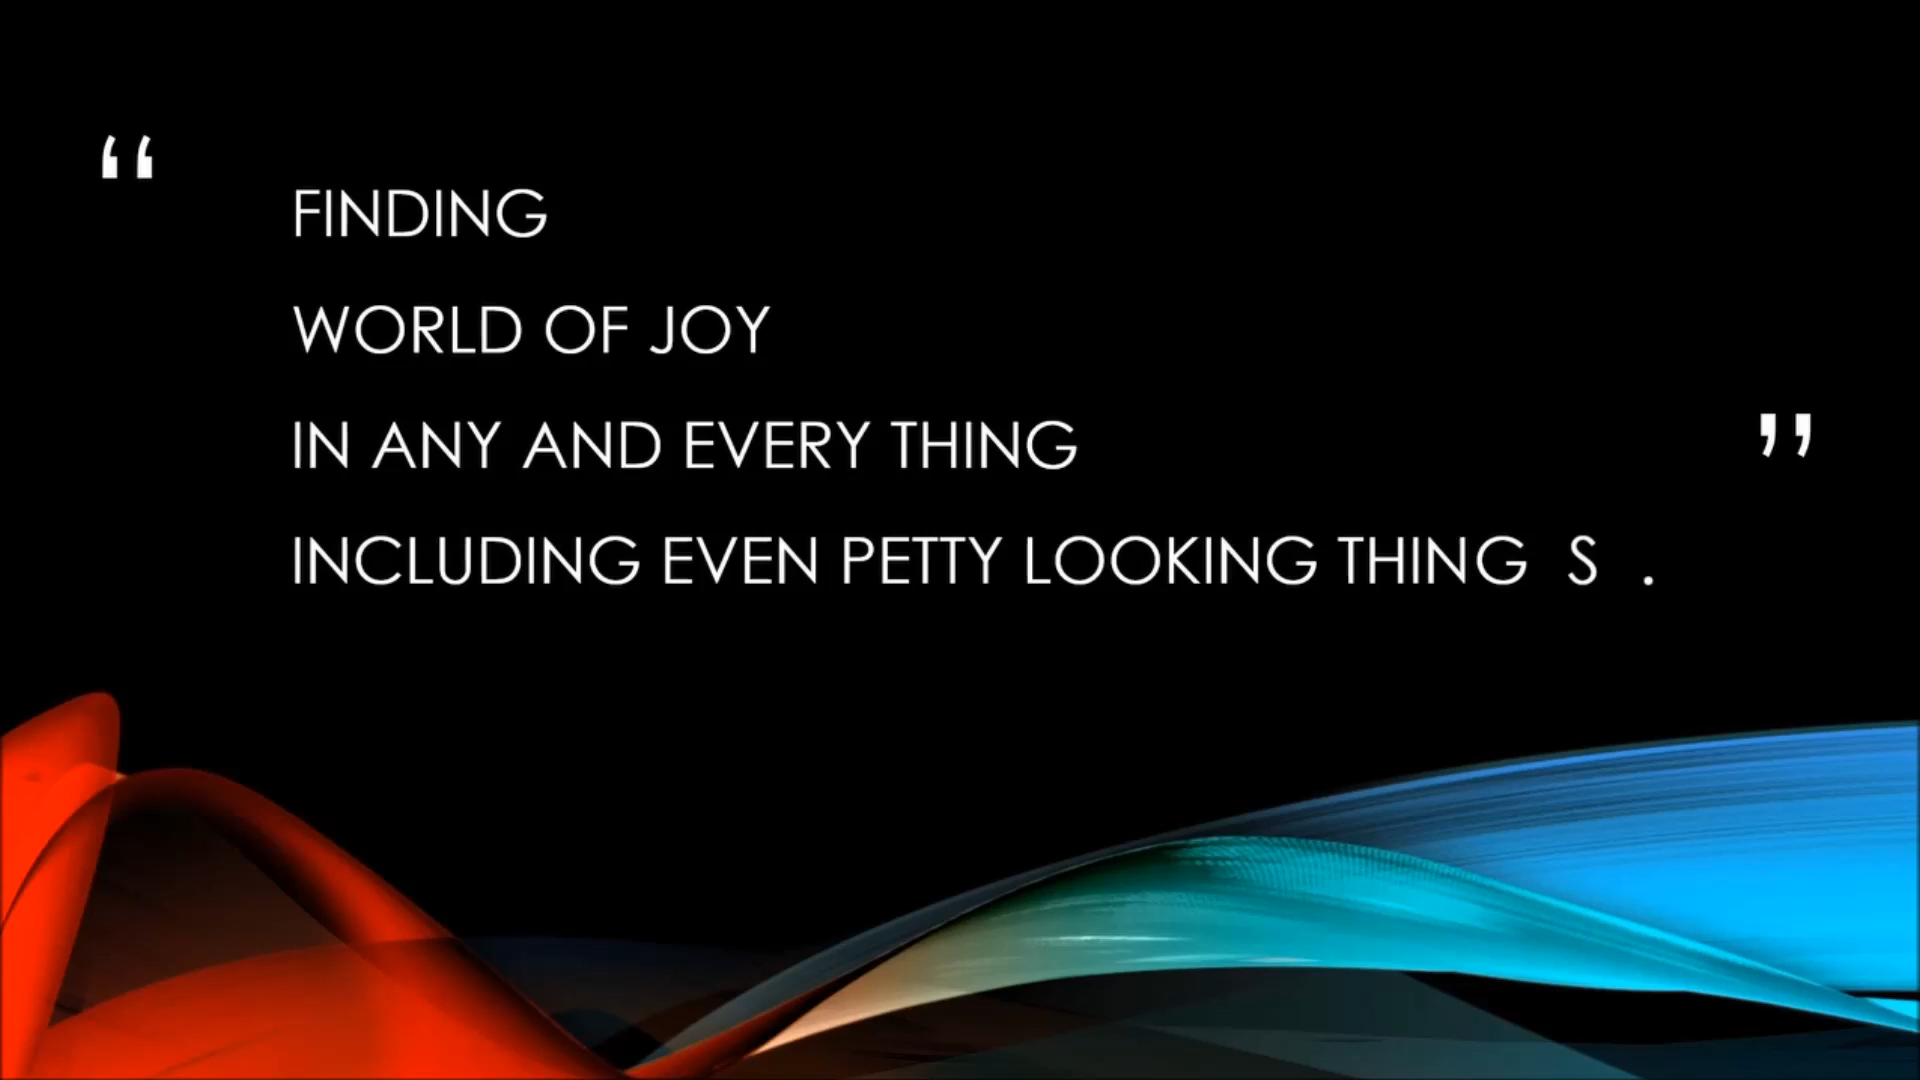 “
FINDING
WORLD OF JOY
IN ANY AND EVERY THING
”
INCLUDING EVEN PETTY LOOKING THING S .